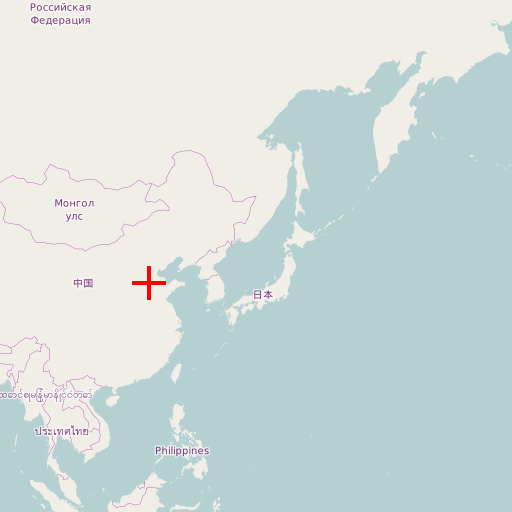 Российская
Федерация
Монгол
улс
中国
日本
ประเทศไทย
Philippines